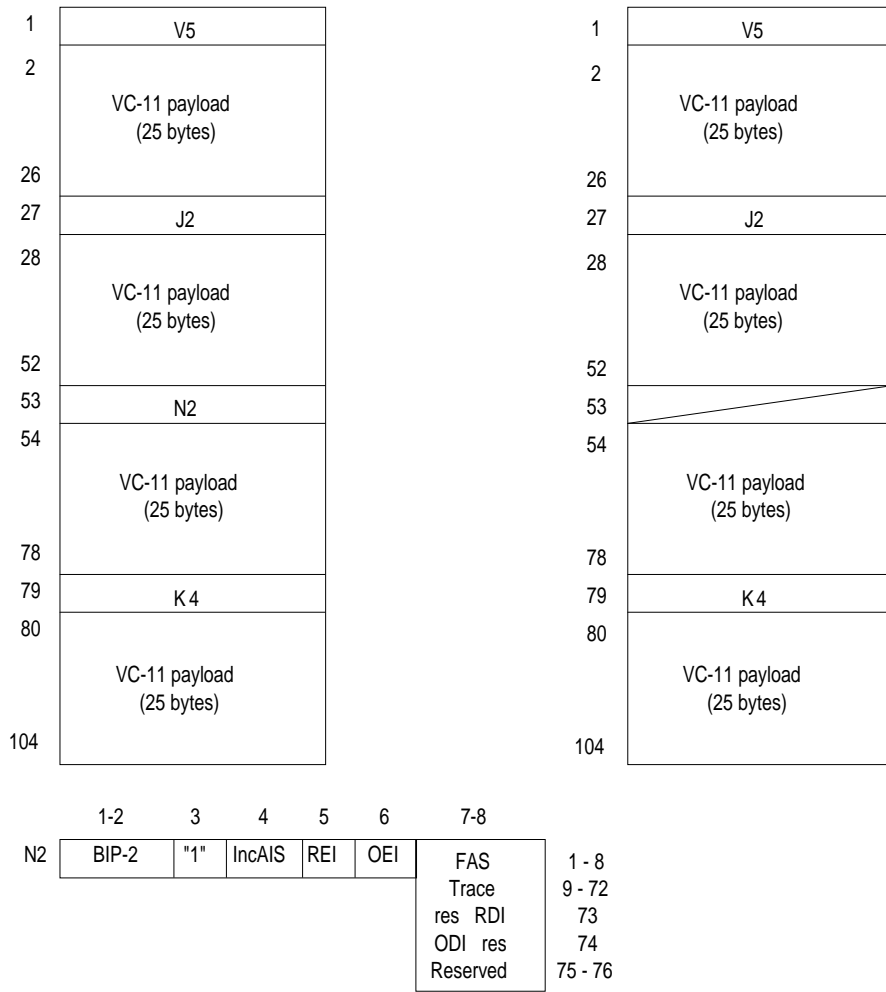 1 V5
2
VC-11 payload
(25 bytes)
26
27 J2
28
VC-11 payload
(25 bytes)
52
53 N2
54
VC-11 payload
(25 bytes)
78
79 K4
80
VC-11 payload
(25 bytes)
104
1 V5
2
VC-11 payload
(25 bytes)
26
27 J2
28
VC-11 payload
(25 bytes)
52
53
54
VC-11 payload
(25 bytes)
78
79 K4
80
VC-11 payload
(25 bytes)
104
1-2 3 4 5 6 7-8
N2 BIP-2 "1" IncAIS REI OEI FAS 1 - 8
Trace 9 - 72
res RDI 73
ODI res 74
Reserved 75 - 76